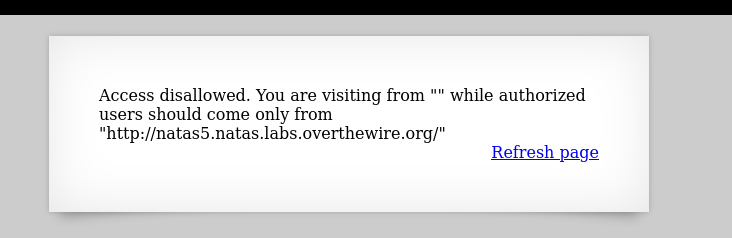 Access disallowed. You are visiting from "" while authorized
users should come only from
"http://natas5.natas.labs.overthewire.org/"
Refresh page